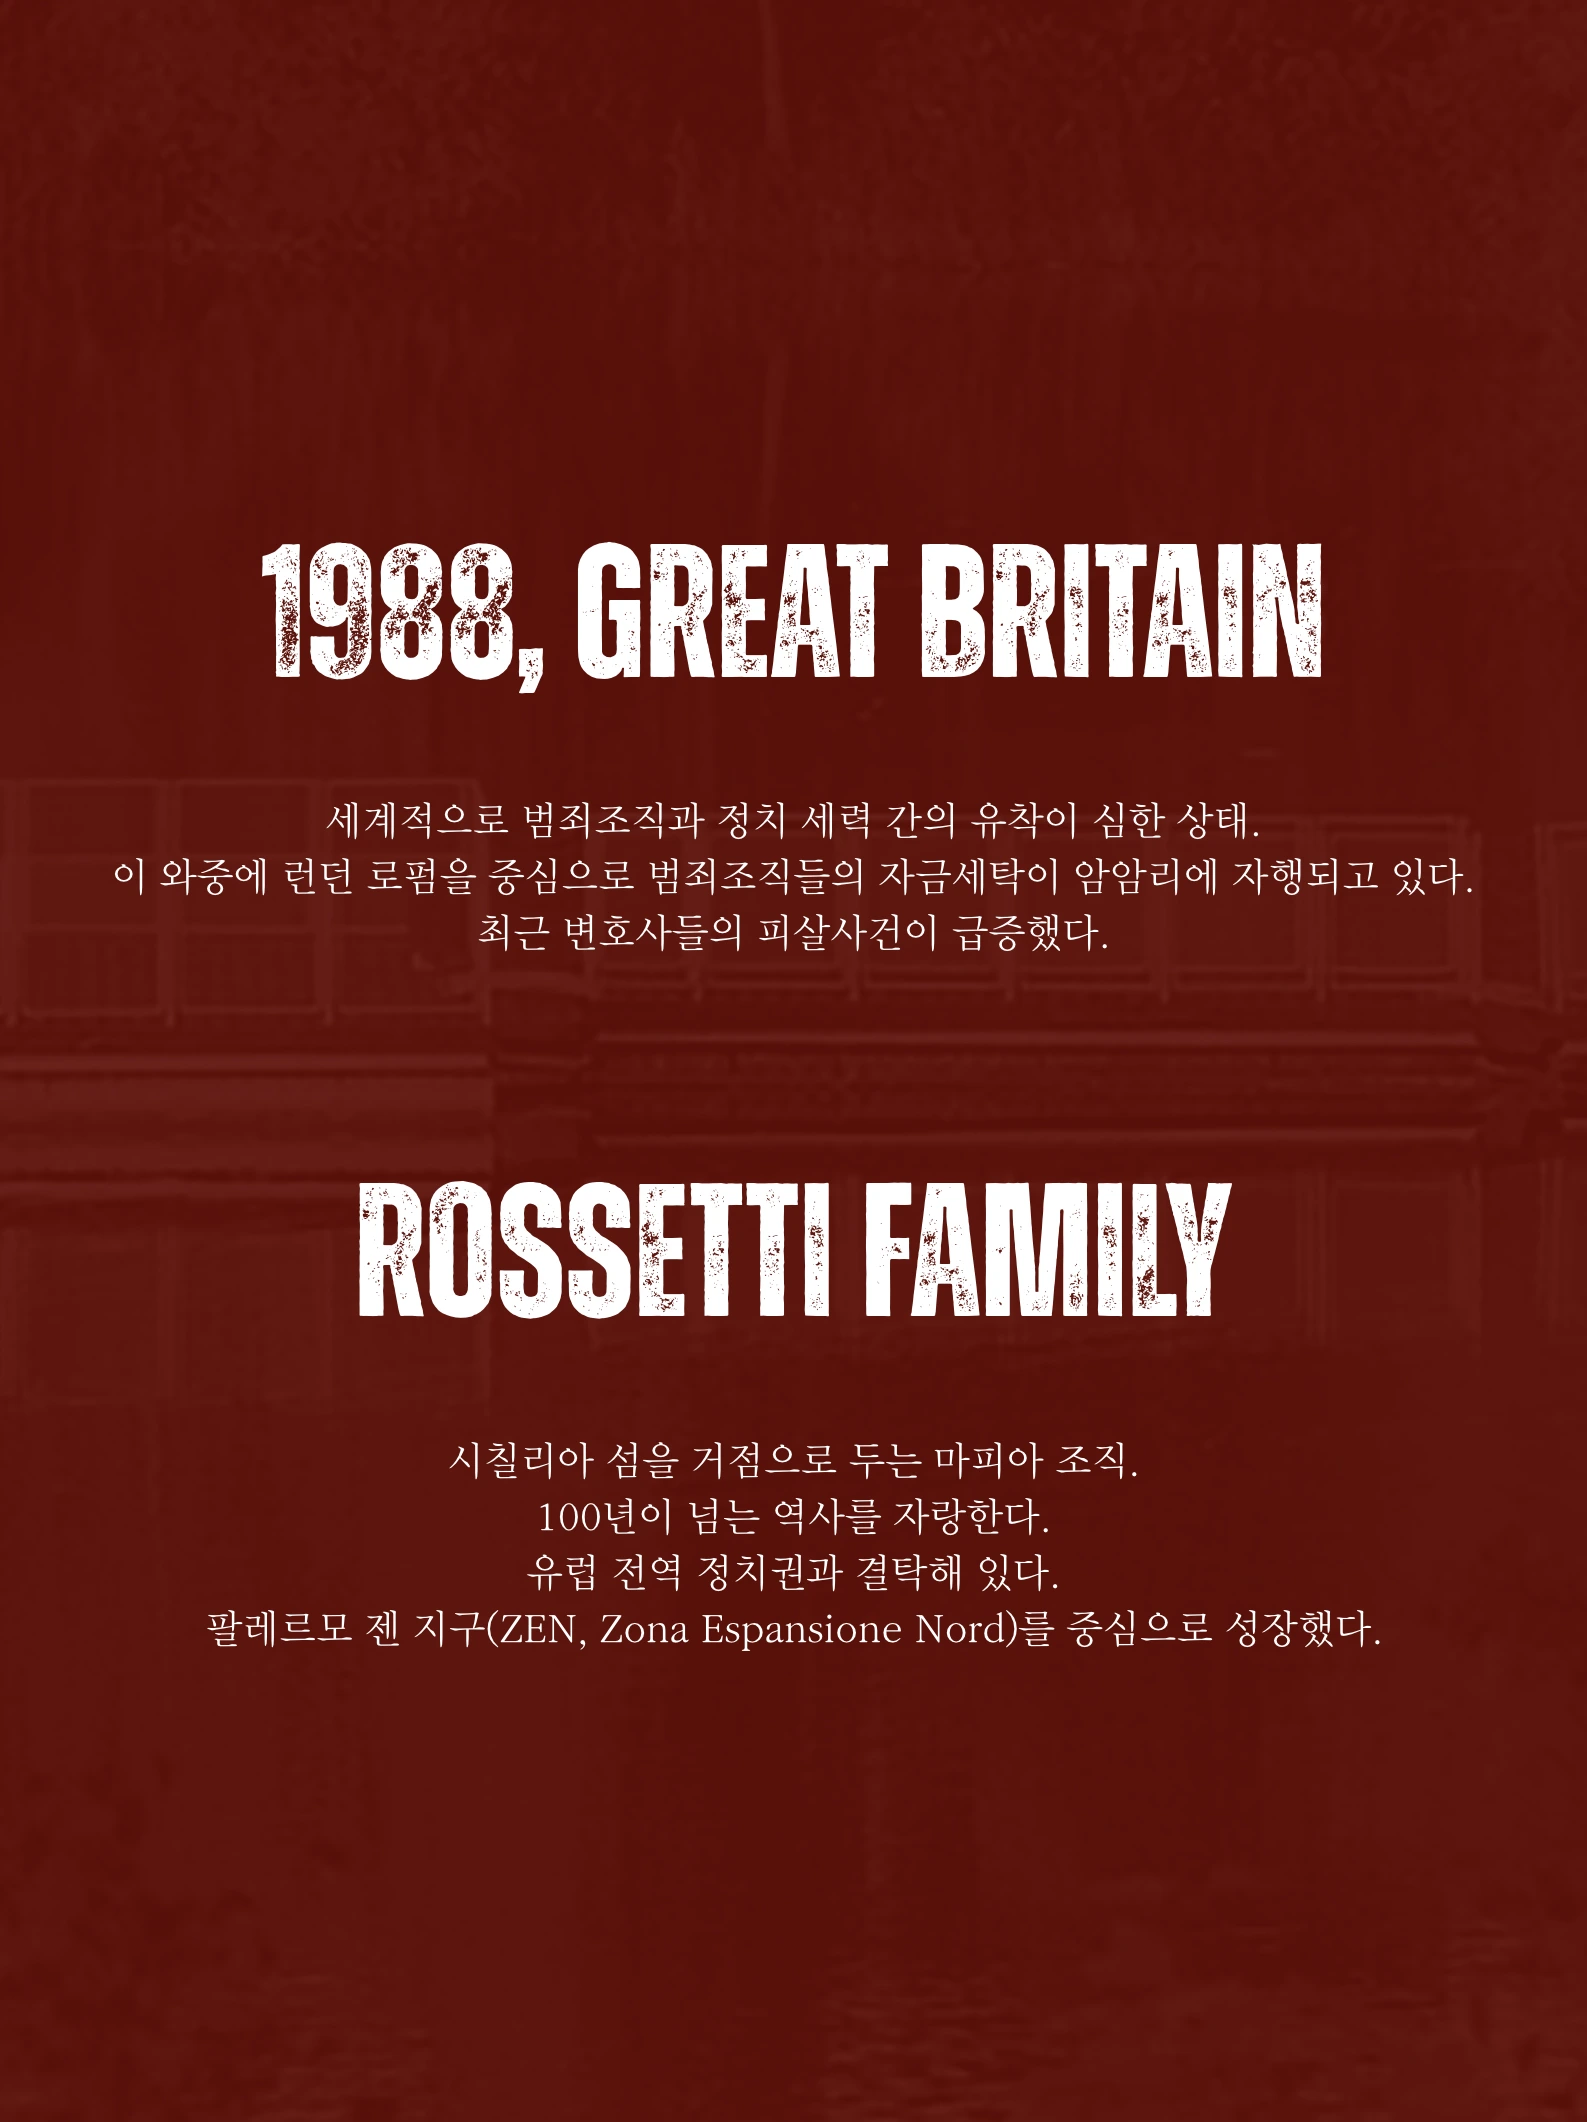 1988, GREAT BRITAIN
세계적으로 범죄조직과 정치 세력 간의 유착이 심한 상태.
이 와중에 런던 로펌을 중심으로 범죄조직들의 자금세탁이 암암리에 자행되고 있다.
최근 변호사들의 피살사건이 급증했다.
ROSSETTI FAMILY
시칠리아 섬을 거점으로 두는 마피아 조직.
100년이 넘는 역사를 자랑한다.
유럽 전역 정치권과 결탁해 있다.
팔레르모 젠 지구(ZEN, Zona Espansione Nord)를 중심으로 성장했다.